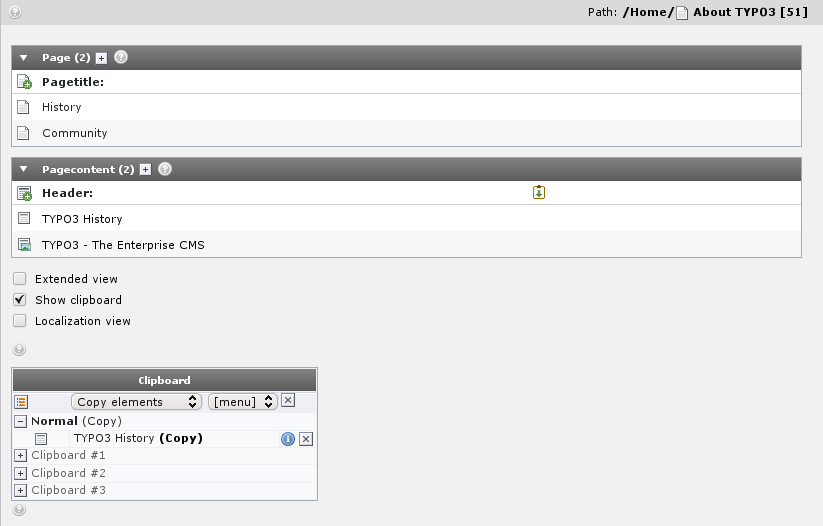 Path: /Home/ About TYPO3 [51]
Page (2)
Pagetitle:
History
Community
Pagecontent (2)
Header:
TYPO3 History
TYPO3 - The Enterprise CMS
Extended view
Show clipboard
Localization view
Clipboard
Copy elements [menu]
Normal (Copy)
TYPO3 History (Copy)
Clipboard #1
Clipboard #2
Clipboard #3